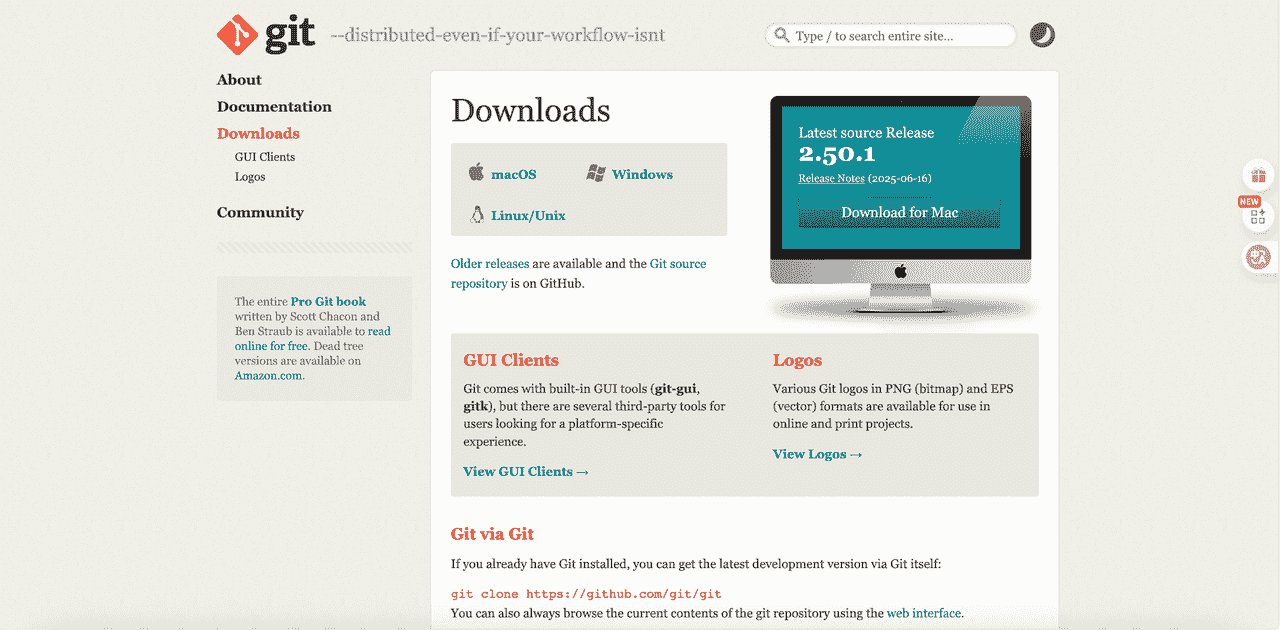 git --distributed-even-if-your-workflow-isnt
Type / to search entire site...
About
Documentation
Downloads
GUI Clients
Logos
Community
The entire Pro Git book
written by Scott Chacon and
Ben Straub is available to read
online for free. Dead tree
versions are available on
Amazon.com.
Downloads
macOS
Windows
Linux/Unix
Older releases are available and the Git source
repository is on GitHub.
Latest source Release
2.50.1
Release Notes (2025-06-16)
Download for Mac
GUI Clients
Git comes with built-in GUI tools (git-gui,
gitk), but there are several third-party tools for
users looking for a platform-specific
experience.
View GUI Clients →
Logos
Various Git logos in PNG (bitmap) and EPS
(vector) formats are available for use in
online and print projects.
View Logos →
Git via Git
If you already have Git installed, you can get the latest development version via Git itself:
git clone https://github.com/git/git
You can also always browse the current contents of the git repository using the web interface.
NEW